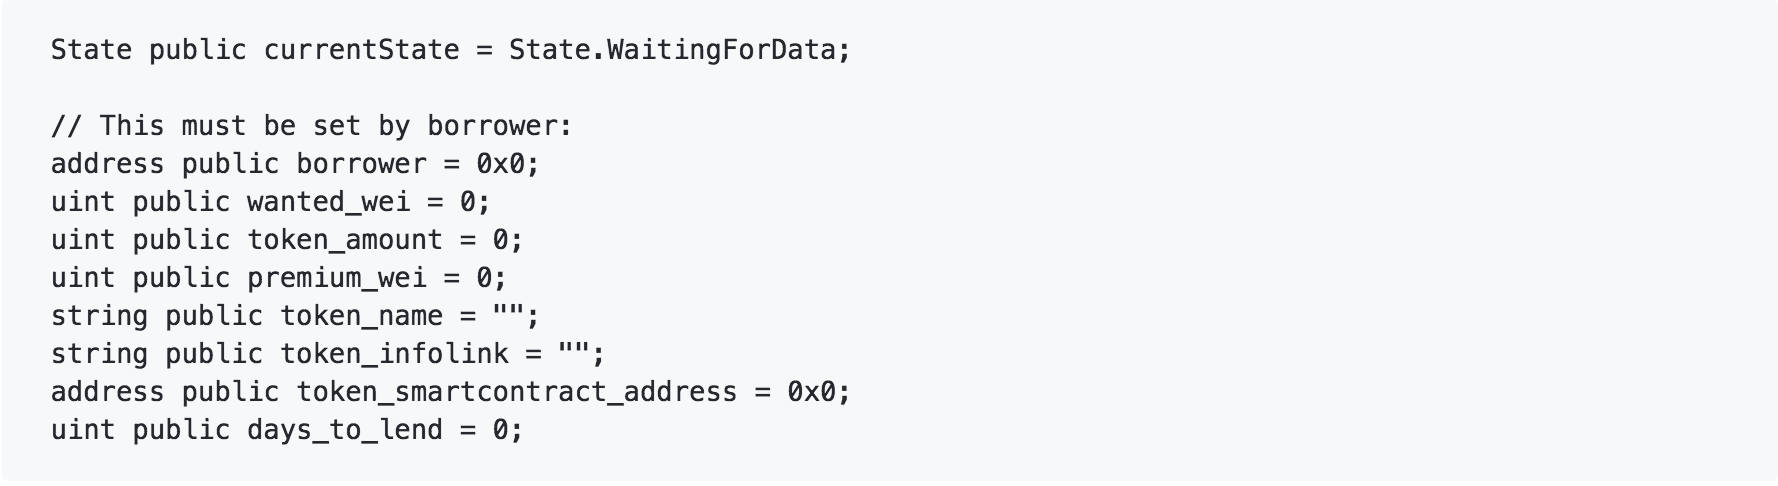 State public currentState = State.WaitingForData;
// This must be set by borrower:
address public borrower = 0x0;
uint public wanted_wei = 0;
uint public token_amount = 0;
uint public premium_wei = 0;
string public token_name = "";
string public token_infolink = "";
address public token_smartcontract_address = 0x0;
uint public days_to_lend = 0;